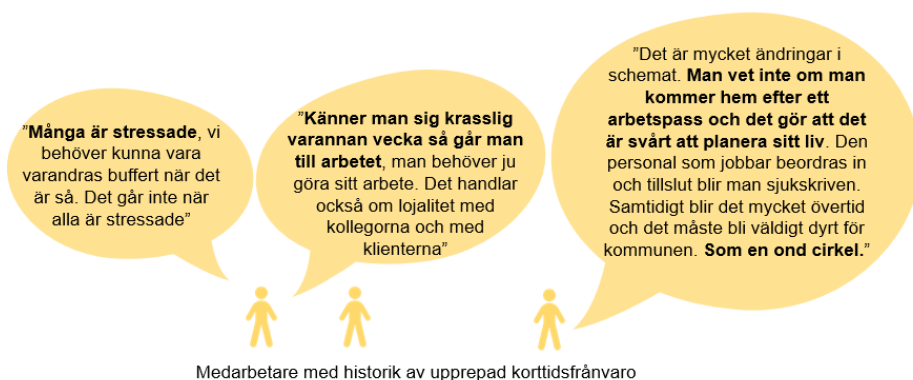 ”Många är stressade, vi
behöver kunna vara
varandras buffert när det
är så. Det går inte när
alla är stressade”
”Känner man sig krasslig
varannan vecka så går man
till arbetet, man behöver ju
göra sitt arbete. Det handlar
också om lojalitet med
kollegorna och med
klienterna”
”Det är mycket ändringar i
schemat. Man vet inte om man
kommer hem efter ett
arbetspass och det gör att det
är svårt att planera sitt liv. Den
personal som jobbar beordras in
och tillslut blir man sjukskriven.
Samtidigt blir det mycket övertid
och det måste bli väldigt dyrt för
kommunen. Som en ond cirkel.”
Medarbetare med historik av upprepad korttidsfrånvaro